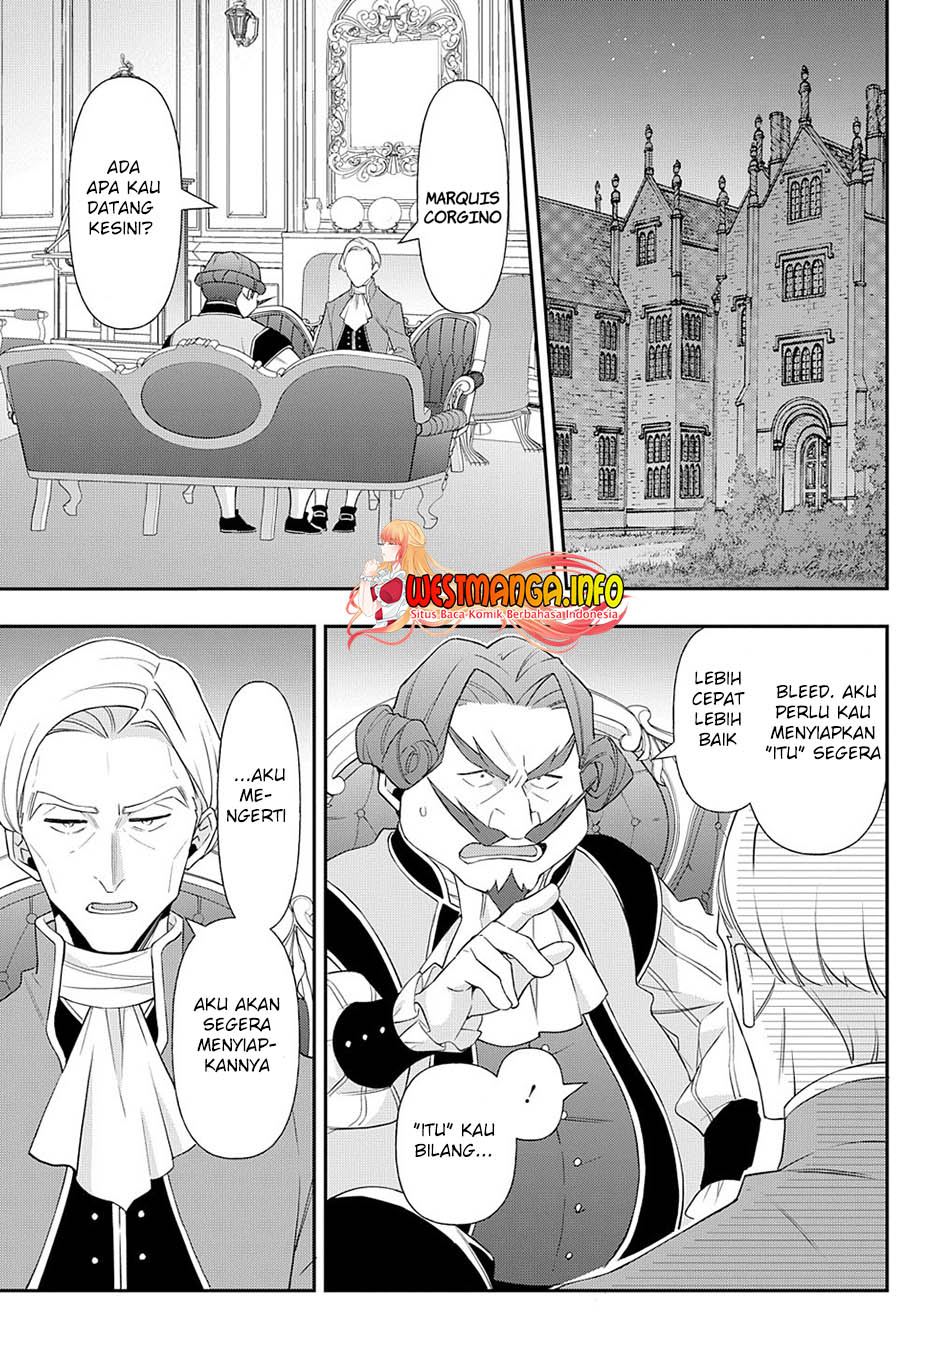 MARQUIS
CORGINO
ADA
APA KAU
DATANG
KESINI?
WESTMANGA.INFO
Situs Baca Komik Berbahasa Indonesia
BLEED. AKU
PERLU KAU
MENYIAPKAN
"ITU" SEGERA
LEBIH
CEPAT
LEBIH
BAIK
!
"ITU" KAU
BILANG...
...AKU
ME-
NGERTI
AKU AKAN
SEGERA
MENYIAP-
KANNYA